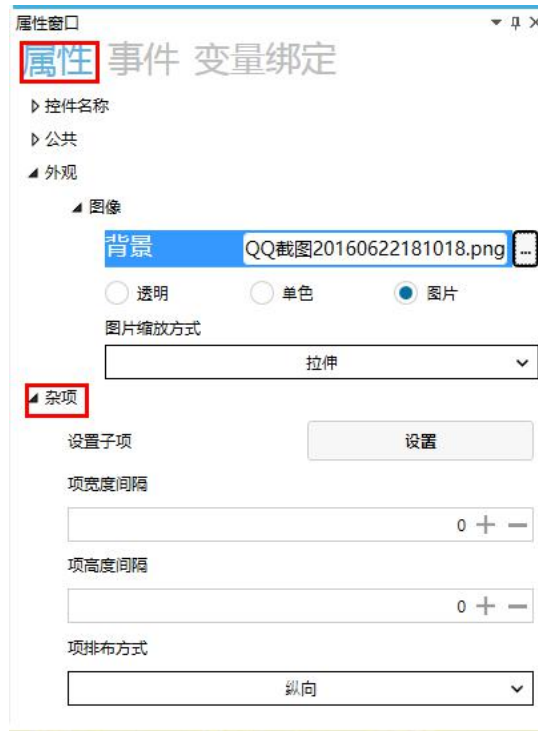 属性窗口
属性 事件 变量绑定
控件名称
公共
外观
图像
背景 QQ截图20160622181018.png ...
透明 单色 图片
图片缩放方式
拉伸
杂项
设置子项 设置
项宽度间隔
0
项高度间隔
0
项排布方式
纵向